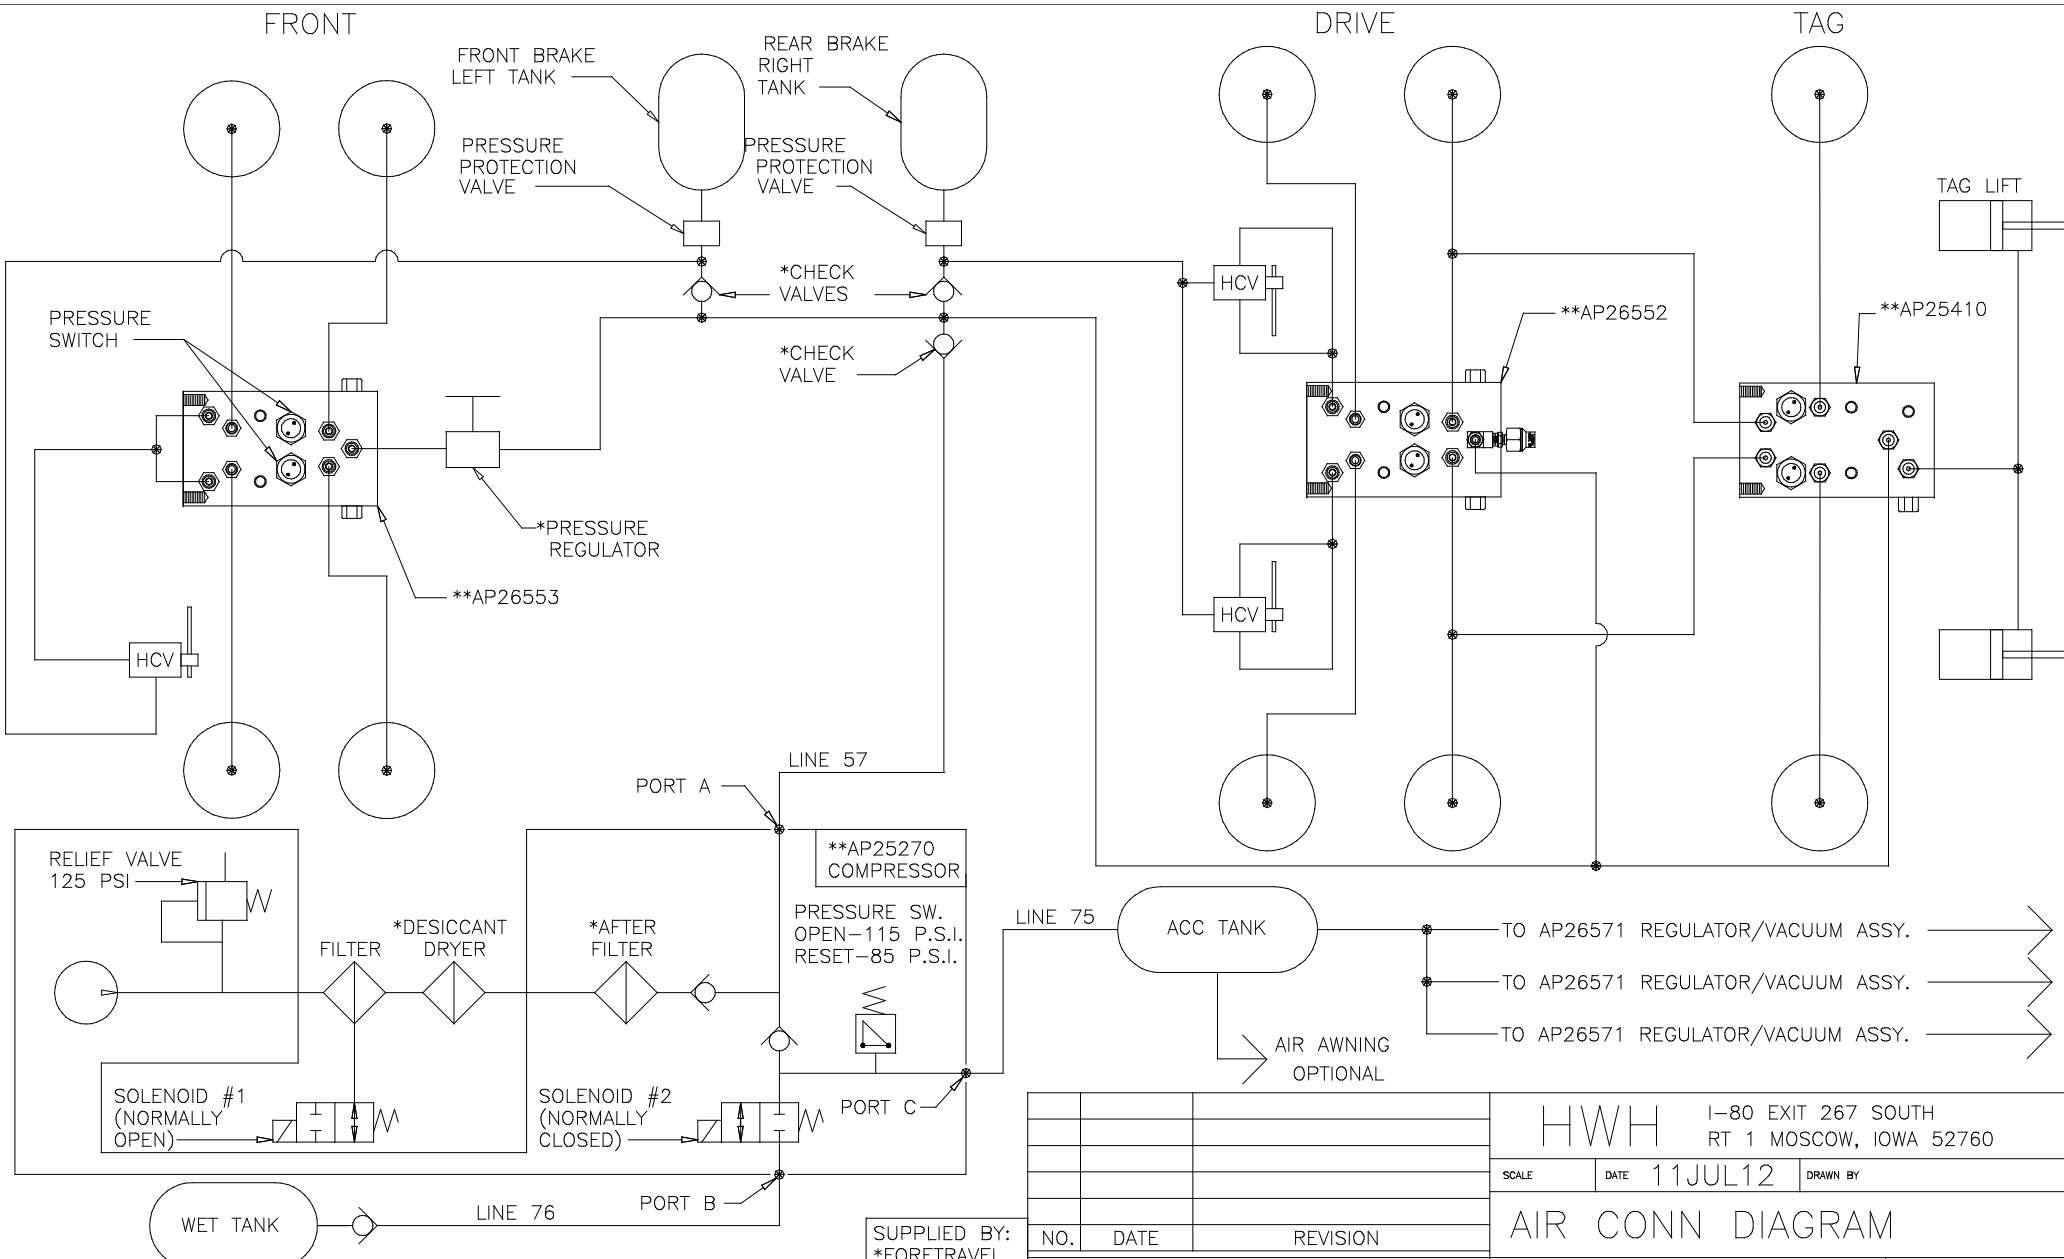 FRONT
DRIVE
TAG
FRONT BRAKE
LEFT TANK
REAR BRAKE
RIGHT
TANK
PRESSURE
PROTECTION
VALVE
PRESSURE
PROTECTION
VALVE
TAG LIFT
*CHECK
VALVES
HCV
PRESSURE
SWITCH
**AP26552
**AP25410
*CHECK
VALVE
*PRESSURE
REGULATOR
**AP26553
HCV
HCV
LINE 57
PORT A
RELIEF VALVE
125 PSI
**AP25270
COMPRESSOR
PRESSURE SW.
OPEN-115 P.S.I.
RESET-85 P.S.I.
FILTER
*DESICCANT
DRYER
*AFTER
FILTER
LINE 75
ACC TANK
TO AP26571 REGULATOR/VACUUM ASSY.
TO AP26571 REGULATOR/VACUUM ASSY.
TO AP26571 REGULATOR/VACUUM ASSY.
AIR AWNING
OPTIONAL
SOLENOID #1
(NORMALLY
OPEN)
SOLENOID #2
(NORMALLY
CLOSED)
PORT C
PORT B
WET TANK
LINE 76
SUPPLIED BY:
*FORETRAVEL
NO. DATE REVISION
HWH
I-80 EXIT 267 SOUTH
RT 1 MOSCOW, IOWA 52760
SCALE DATE 11JUL12 DRAWN BY
AIR CONN DIAGRAM